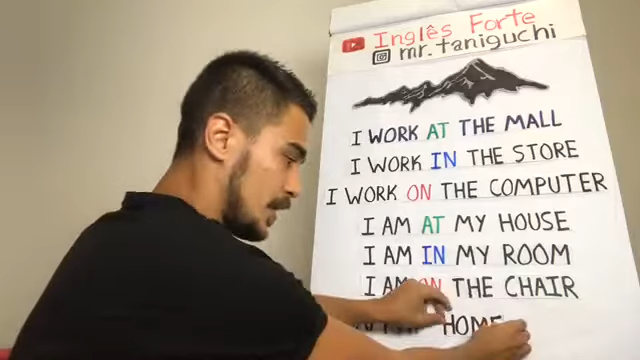 Inglês Forte
mr.taniguchi
I WORK AT THE MALL
I WORK IN THE STORE
I WORK ON THE COMPUTER
I AM AT MY HOUSE
I AM IN MY ROOM
I AM ON THE CHAIR
HOME